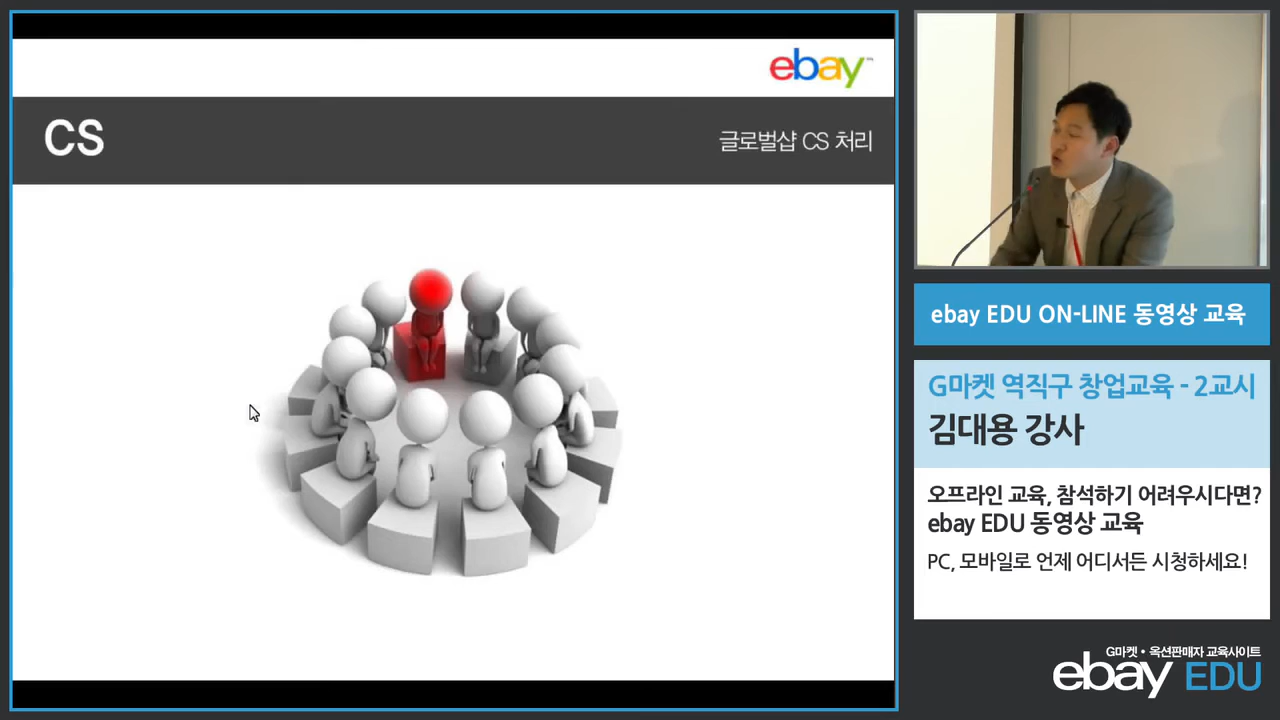 ebay™
CS
글로벌샵 CS 처리
ebay EDU ON-LINE 동영상 교육
G마켓 역직구 창업교육 - 2교시
김대용 강사
오프라인 교육, 참석하기 어려우시다면?
ebay EDU 동영상 교육
PC, 모바일로 언제 어디서든 시청하세요!
G마켓 • 옥션판매자 교육사이트
ebay EDU